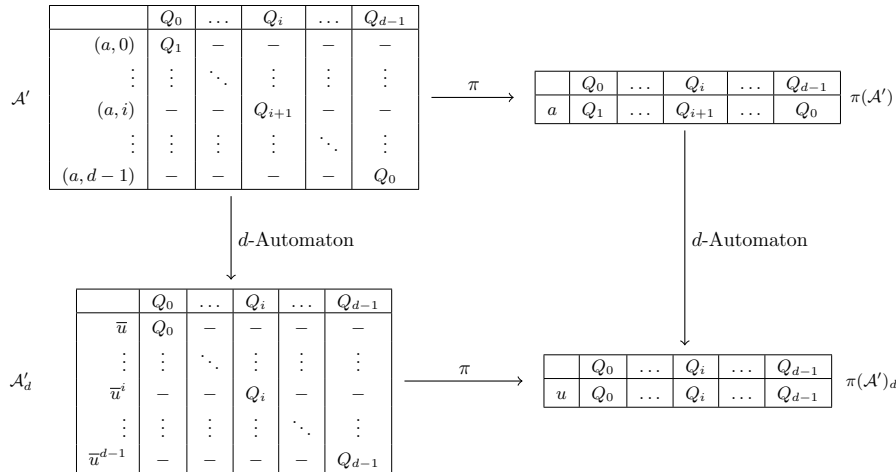 Q_0 … Q_i … Q_{d−1}
(a, 0) Q_1 − − − −
⋮ ⋮ ⋱ ⋮ ⋮ ⋮
𝒜′ (a, i) − − Q_{i+1} − −
⋮ ⋮ ⋮ ⋮ ⋱ ⋮
(a, d − 1) − − − − Q_0
π
Q_0 … Q_i … Q_{d−1}
a Q_1 … Q_{i+1} … Q_0
π(𝒜′)
d-Automaton
d-Automaton
Q_0 … Q_i … Q_{d−1}
u̅ Q_0 − − − −
⋮ ⋮ ⋱ ⋮ ⋮ ⋮
𝒜′_d u̅^i − − Q_i − −
⋮ ⋮ ⋮ ⋮ ⋱ ⋮
u̅^{d−1} − − − − Q_{d−1}
π
Q_0 … Q_i … Q_{d−1}
u Q_0 … Q_i … Q_{d−1}
π(𝒜′)_d